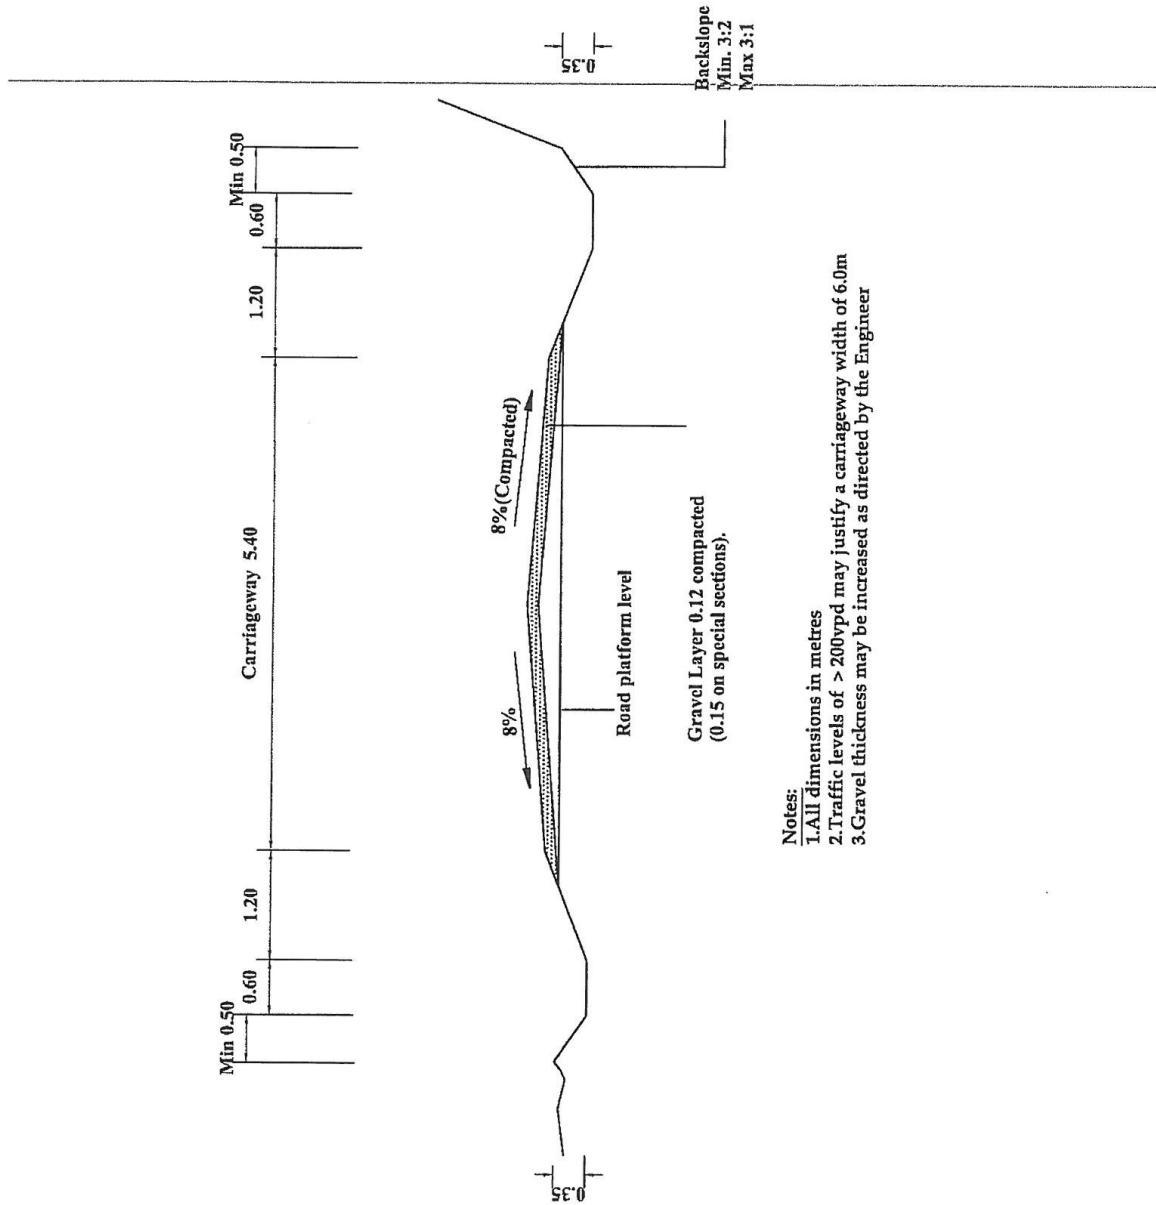 Min 0.50
0.60
1.20
Carriageway 5.40
1.20
0.60
Min 0.50
8%
8%(Compacted)
0.35
0.35
Road platform level
Gravel Layer 0.12 compacted
(0.15 on special sections).
Backslope
Min. 3:2
Max 3:1
Notes:
1.All dimensions in metres
2.Traffic levels of > 200vpd may justify a carriageway width of 6.0m
3.Gravel thickness may be increased as directed by the Engineer